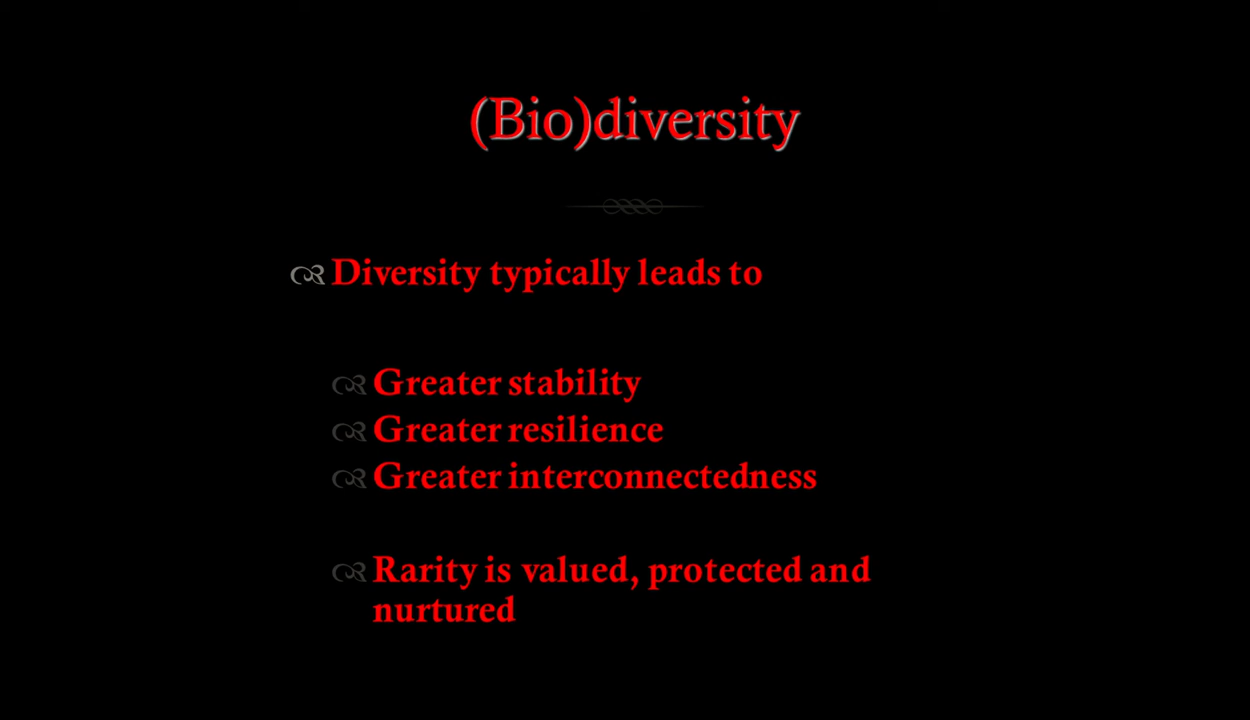 (Bio)diversity
Diversity typically leads to
Greater stability
Greater resilience
Greater interconnectedness
Rarity is valued, protected and
nurtured